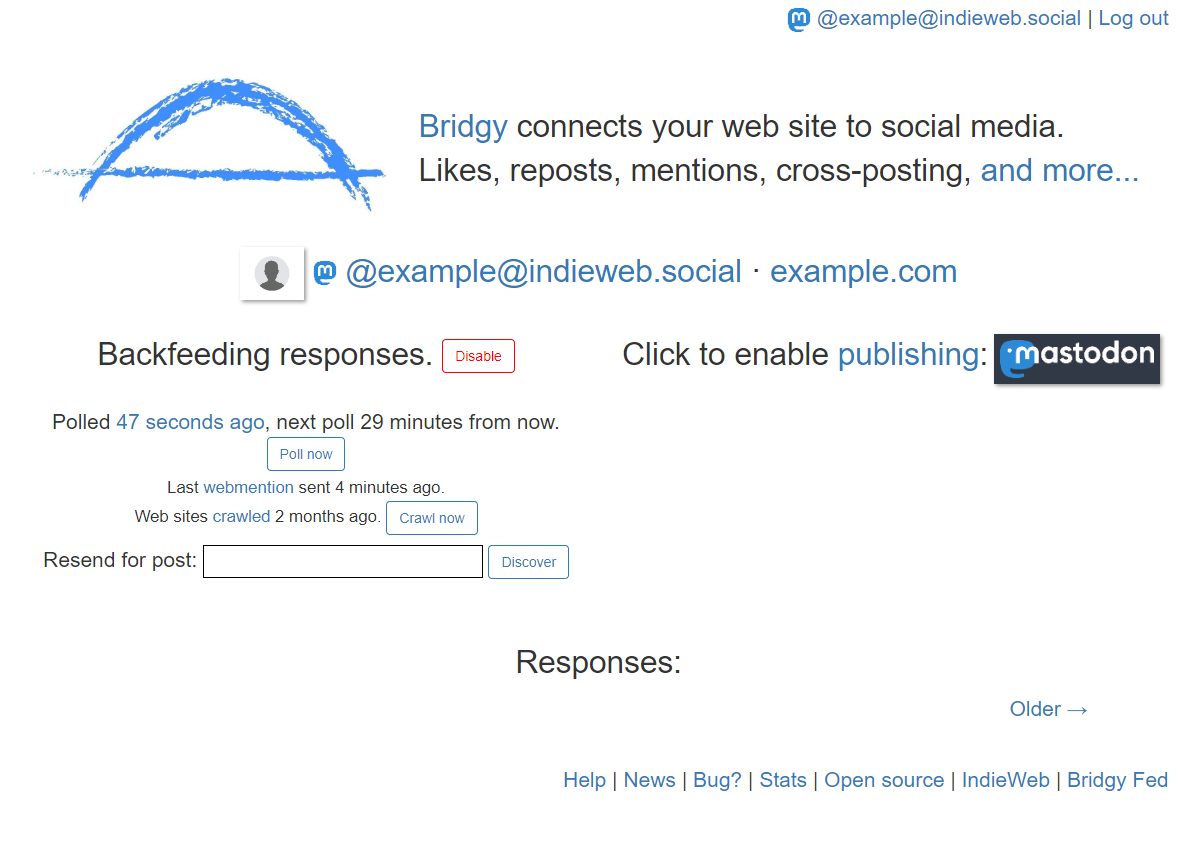 @example@indieweb.social | Log out
Bridgy connects your web site to social media.
Likes, reposts, mentions, cross-posting, and more...
@example@indieweb.social · example.com
Backfeeding responses. Disable
Click to enable publishing: mastodon
Polled 47 seconds ago, next poll 29 minutes from now.
Poll now
Last webmention sent 4 minutes ago.
Web sites crawled 2 months ago. Crawl now
Resend for post: Discover
Responses:
Older →
Help | News | Bug? | Stats | Open source | IndieWeb | Bridgy Fed